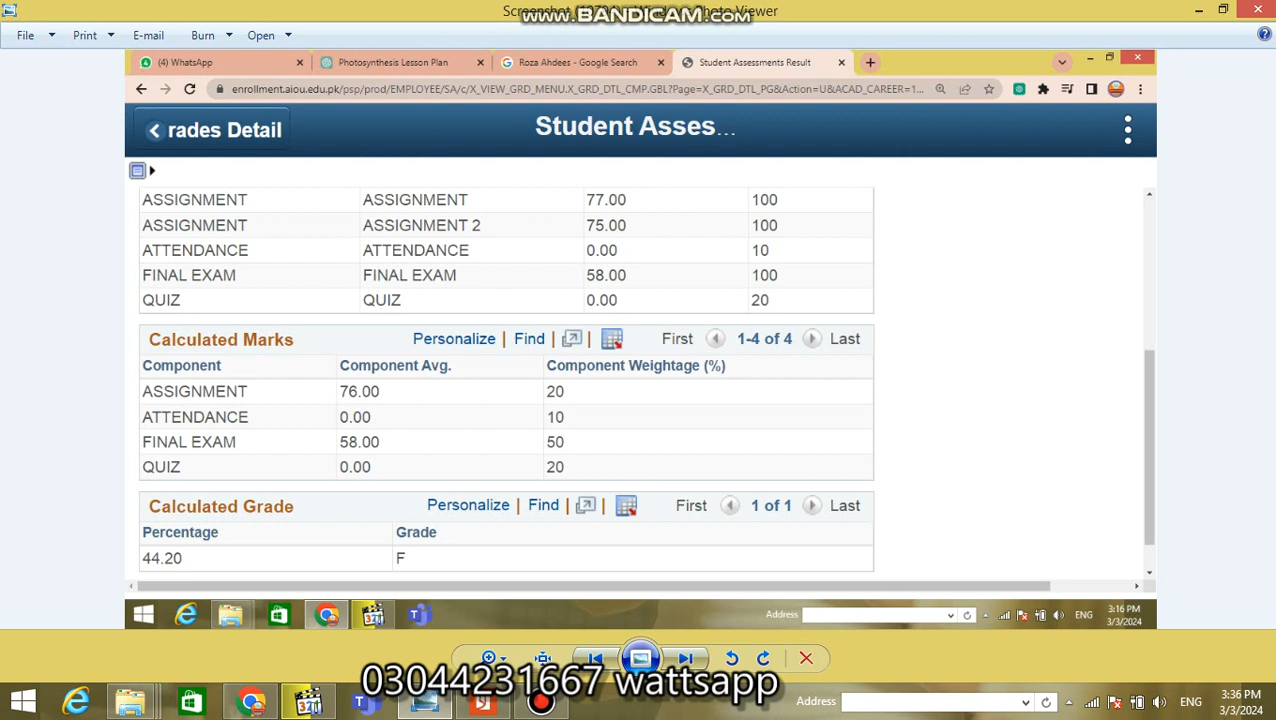 Screenshot
Photo Viewer
www.BANDICAM.com
File Print E-mail Burn Open
(4) WhatsApp Photosynthesis Lesson Plan Roza Ahdees - Google Search Student Assessments Result
enrollment.aiou.edu.pk/psp/prod/EMPLOYEE/SA/c/X_VIEW_GRD_MENU.X_GRD_DTL_CMP.GBL?Page=X_GRD_DTL_PG&Action=U&ACAD_CAREER=1...
rades Detail Student Asses...
ASSIGNMENT ASSIGNMENT 77.00 100
ASSIGNMENT ASSIGNMENT 2 75.00 100
ATTENDANCE ATTENDANCE 0.00 10
FINAL EXAM FINAL EXAM 58.00 100
QUIZ QUIZ 0.00 20
Calculated Marks Personalize | Find | | First 1-4 of 4 Last
Component Component Avg. Component Weightage (%)
ASSIGNMENT 76.00 20
ATTENDANCE 0.00 10
FINAL EXAM 58.00 50
QUIZ 0.00 20
Calculated Grade Personalize | Find | | First 1 of 1 Last
Percentage Grade
44.20 F
Address ENG 3:16 PM
3/3/2024
03044231667 wattsapp
Address ENG 3:36 PM
3/3/2024